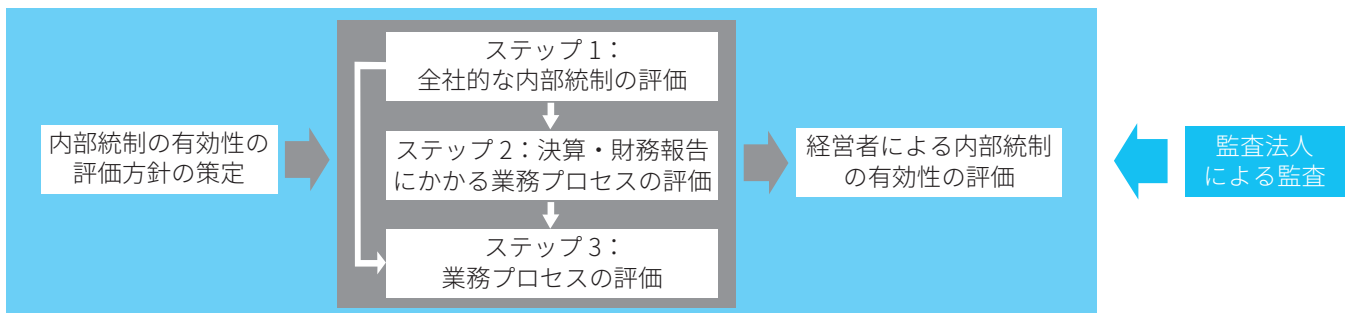 内部統制の有効性の
評価方針の策定
ステップ 1：
全社的な内部統制の評価
ステップ 2：決算・財務報告
にかかる業務プロセスの評価
ステップ 3：
業務プロセスの評価
経営者による内部統制
の有効性の評価
監査法人
による監査